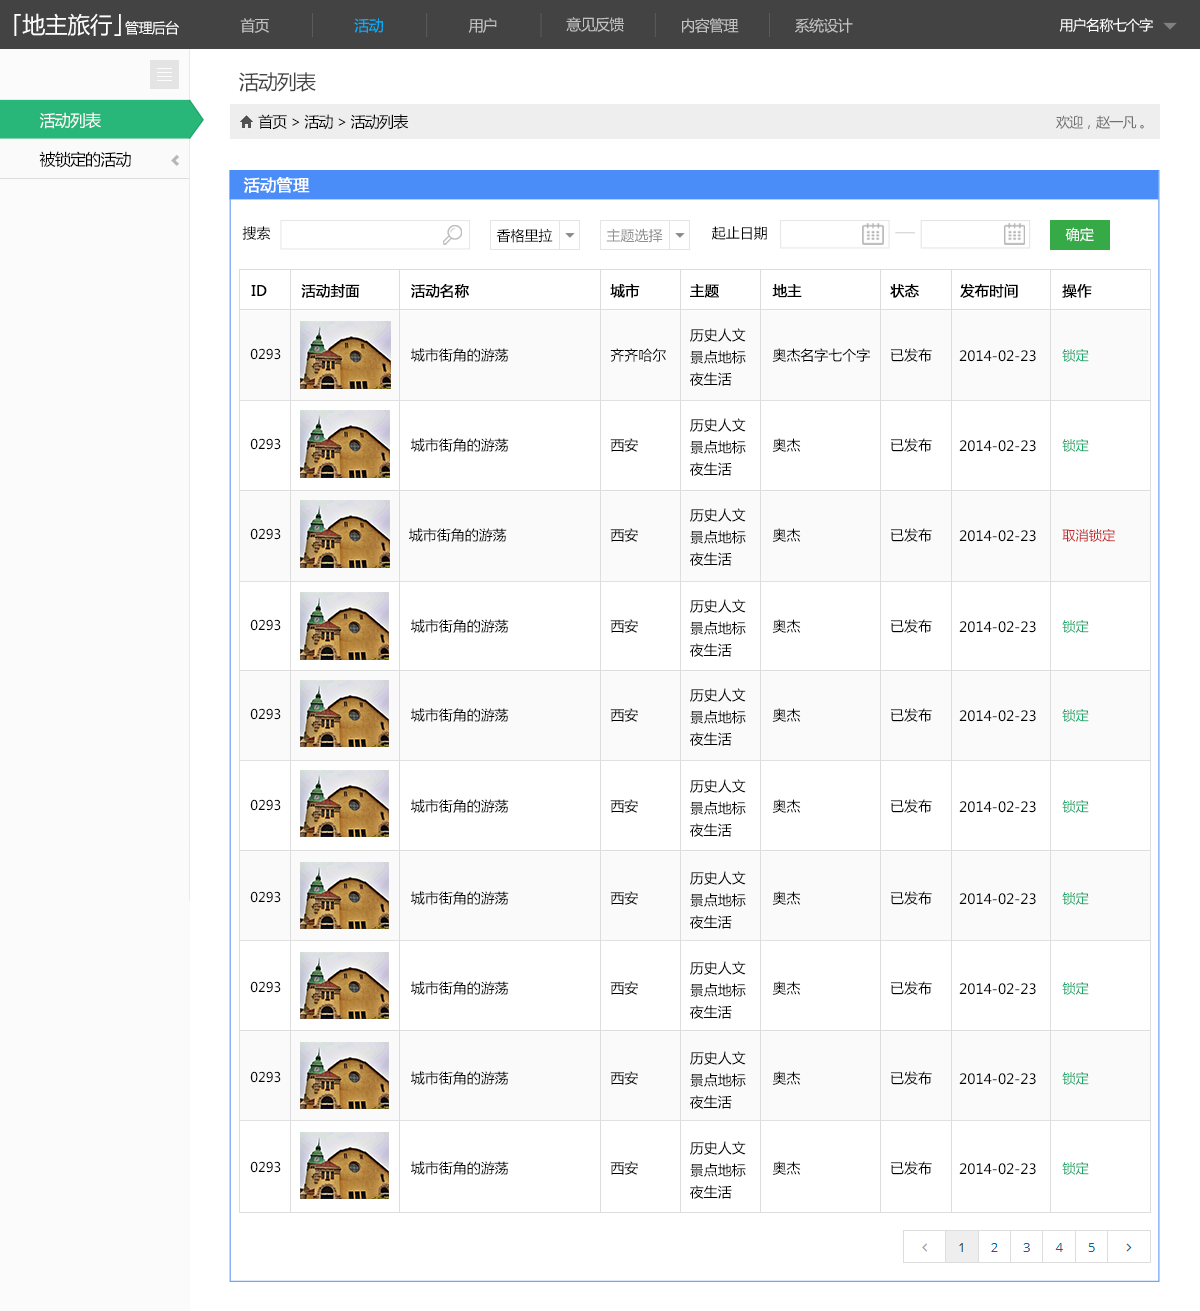 「地主旅行」管理后台 首页 活动 用户 意见反馈 内容管理 系统设计 用户名称七个字
活动列表
活动列表
首页 > 活动 > 活动列表 欢迎，赵一凡 。
被锁定的活动
活动管理
搜索 香格里拉 主题选择 起止日期 确定
ID 活动封面 活动名称 城市 主题 地主 状态 发布时间 操作
历史人文
0293 城市街角的游荡 齐齐哈尔 景点地标 奥杰名字七个字 已发布 2014-02-23 锁定
夜生活
历史人文
0293 城市街角的游荡 西安 景点地标 奥杰 已发布 2014-02-23 锁定
夜生活
历史人文
0293 城市街角的游荡 西安 景点地标 奥杰 已发布 2014-02-23 取消锁定
夜生活
历史人文
0293 城市街角的游荡 西安 景点地标 奥杰 已发布 2014-02-23 锁定
夜生活
历史人文
0293 城市街角的游荡 西安 景点地标 奥杰 已发布 2014-02-23 锁定
夜生活
历史人文
0293 城市街角的游荡 西安 景点地标 奥杰 已发布 2014-02-23 锁定
夜生活
历史人文
0293 城市街角的游荡 西安 景点地标 奥杰 已发布 2014-02-23 锁定
夜生活
历史人文
0293 城市街角的游荡 西安 景点地标 奥杰 已发布 2014-02-23 锁定
夜生活
历史人文
0293 城市街角的游荡 西安 景点地标 奥杰 已发布 2014-02-23 锁定
夜生活
历史人文
0293 城市街角的游荡 西安 景点地标 奥杰 已发布 2014-02-23 锁定
夜生活
‹ 1 2 3 4 5 ›